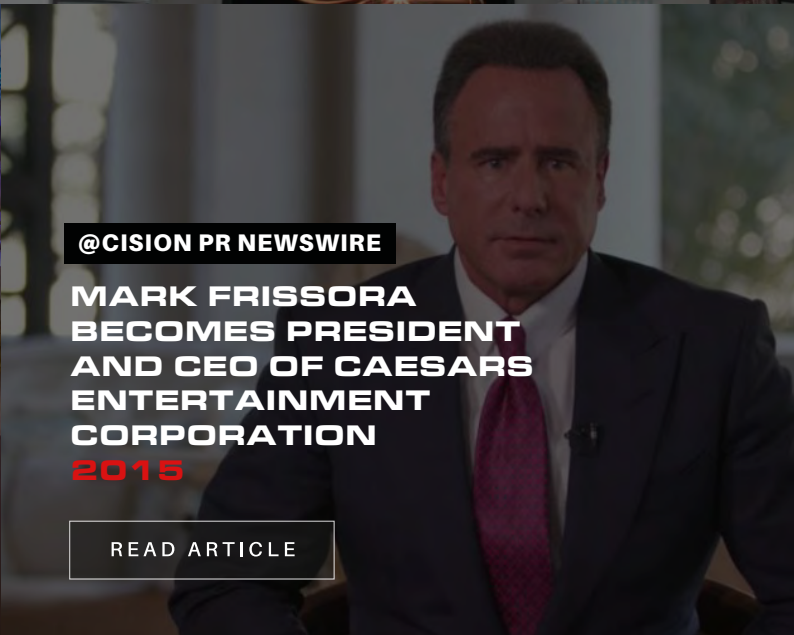 @CISION PR NEWSWIRE
MARK FRISSORA
BECOMES PRESIDENT
AND CEO OF CAESARS
ENTERTAINMENT
CORPORATION
2015
READ ARTICLE